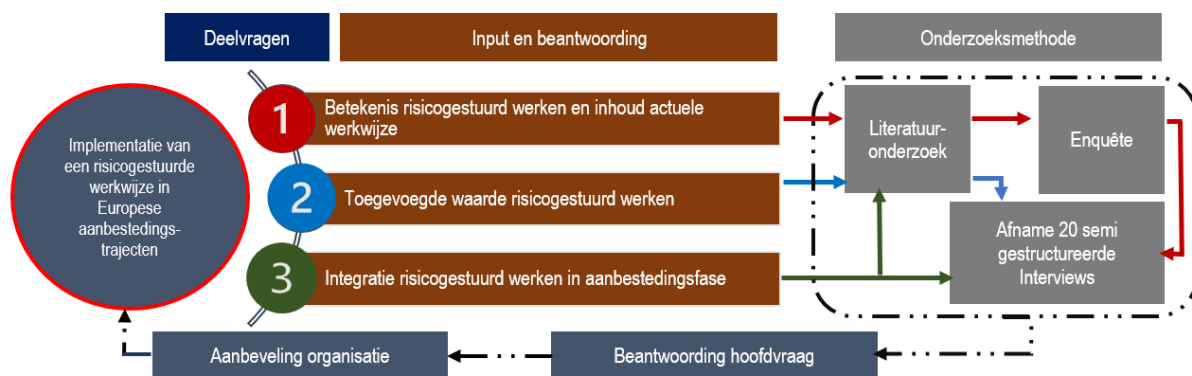 Deelvragen
Input en beantwoording
Onderzoeksmethode
Implementatie van
een risicogestuurde
werkwijze in
Europese
aanbestedings-
trajecten
1
Betekenis risicogestuurd werken en inhoud actuele
werkwijze
2
Toegevoegde waarde risicogestuurd werken
3
Integratie risicogestuurd werken in aanbestedingsfase
Literatuur-
onderzoek
Enquête
Afname 20 semi
gestructureerde
Interviews
Aanbeveling organisatie
Beantwoording hoofdvraag